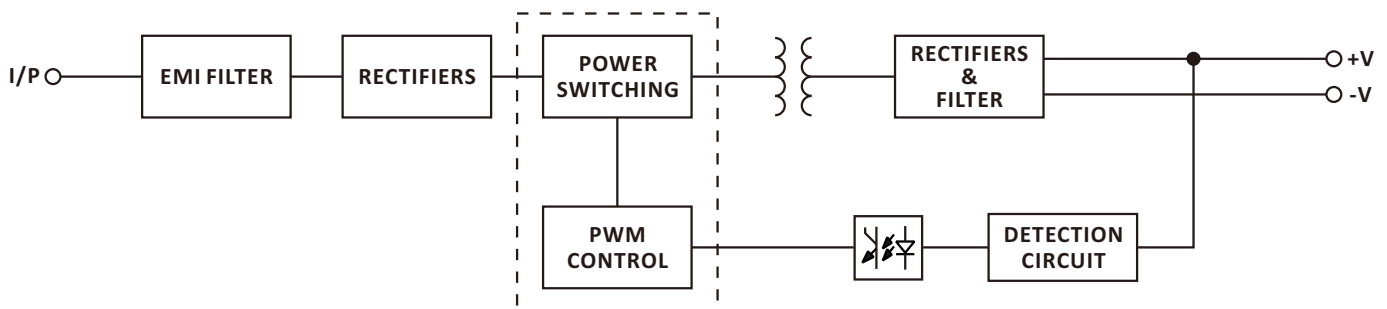 I/P
EMI FILTER
RECTIFIERS
POWER
SWITCHING
RECTIFIERS
&
FILTER
+V
-V
PWM
CONTROL
DETECTION
CIRCUIT